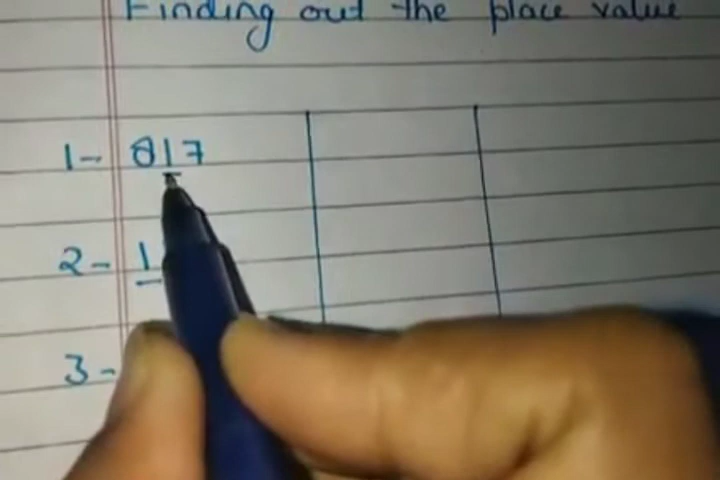 Finding out the place value
1- 817
2- 1
3-